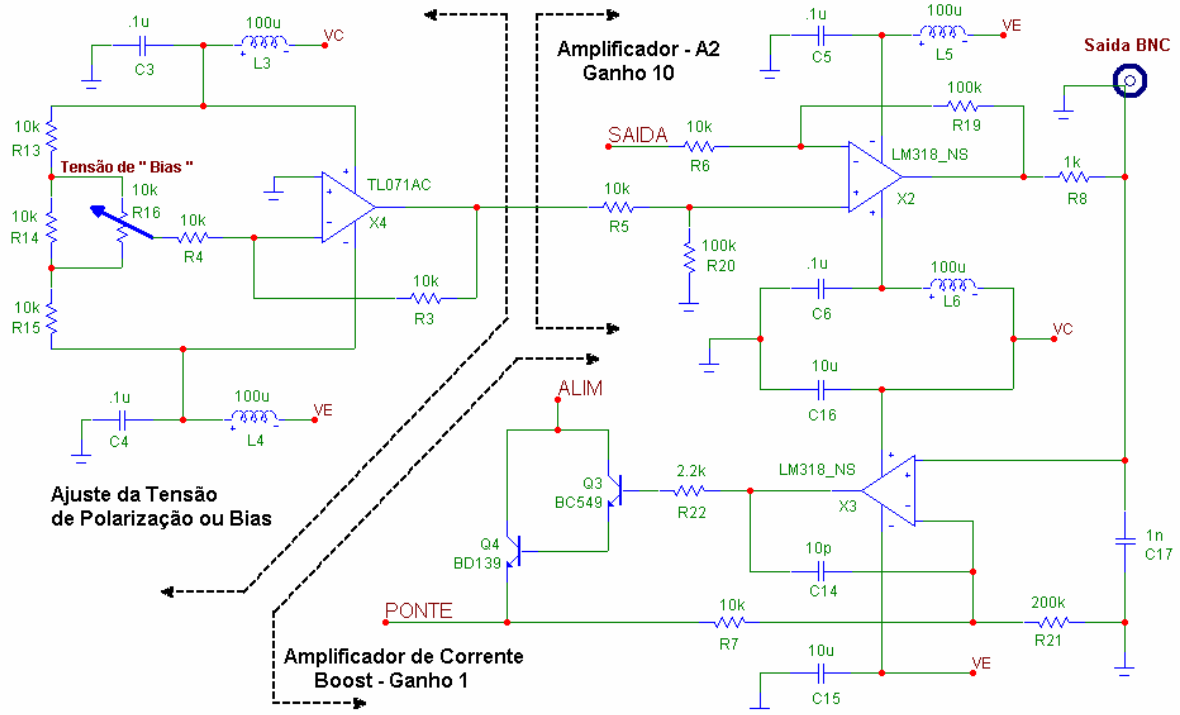 .1u
C3
100u
L3
VC
10k
R13
Tensão de " Bias "
10k
R14
10k
R16
10k
R4
10k
R15
TL071AC
X4
10k
R3
.1u
C4
100u
L4
VE
Ajuste da Tensão
de Polarização ou Bias
Amplificador - A2
Ganho 10
.1u
C5
100u
L5
VE
Saida BNC
SAIDA
10k
R6
100k
R19
LM318_NS
X2
1k
R8
10k
R5
100k
R20
.1u
C6
100u
L6
VC
10u
C16
ALIM
Q3
BC549
2.2k
R22
LM318_NS
X3
Q4
BD139
10p
C14
1n
C17
PONTE
10k
R7
200k
R21
10u
C15
VE
Amplificador de Corrente
Boost - Ganho 1